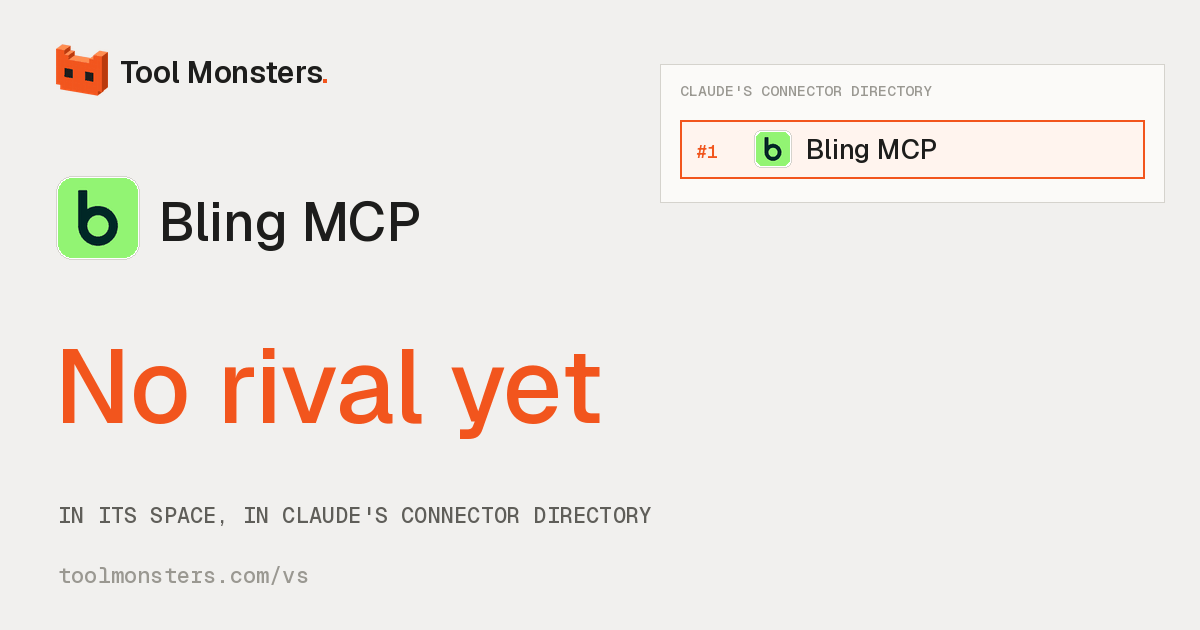 Tool Monsters.
Bling MCP
No rival yet
IN ITS SPACE, IN CLAUDE'S CONNECTOR DIRECTORY
toolmonsters.com/vs
CLAUDE'S CONNECTOR DIRECTORY
#1 b Bling MCP